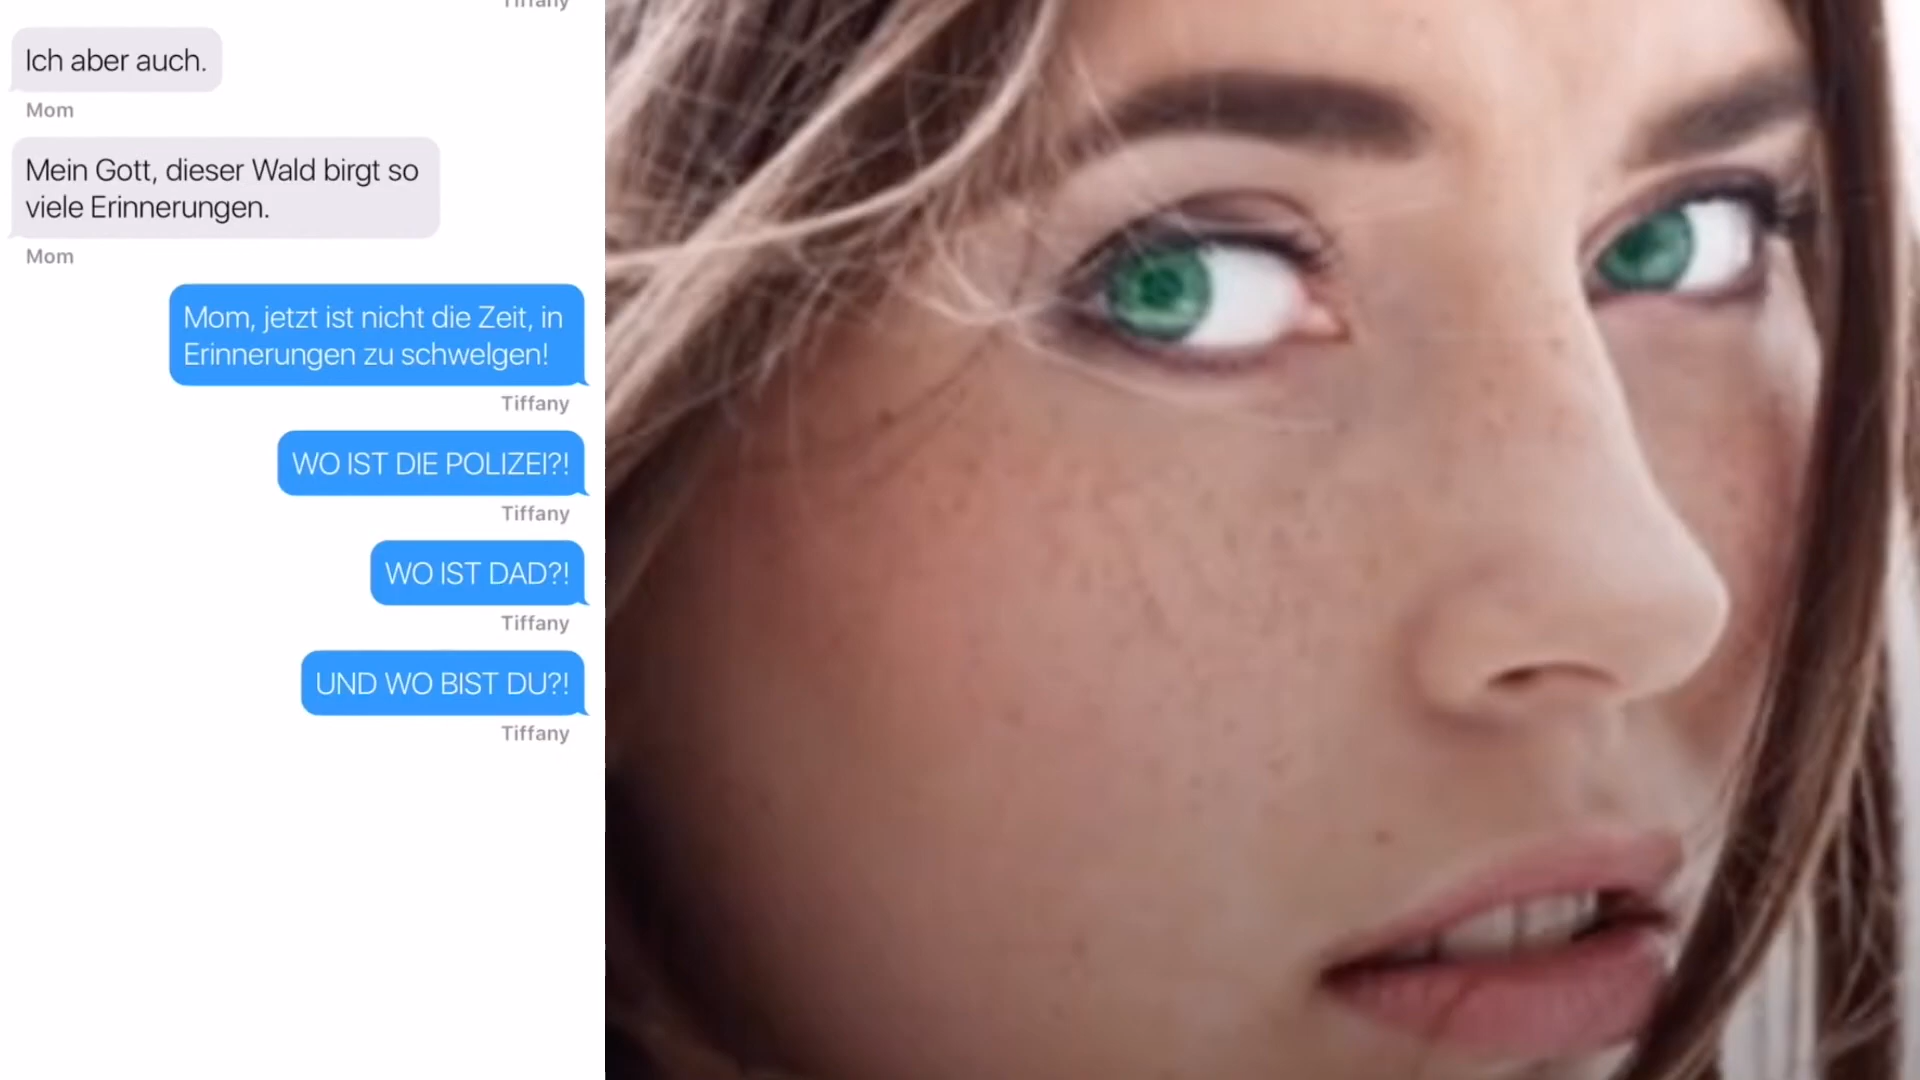 Tiffany
Ich aber auch.
Mom
Mein Gott, dieser Wald birgt so
viele Erinnerungen.
Mom
Mom, jetzt ist nicht die Zeit, in
Erinnerungen zu schwelgen!
Tiffany
WO IST DIE POLIZEI?!
Tiffany
WO IST DAD?!
Tiffany
UND WO BIST DU?!
Tiffany